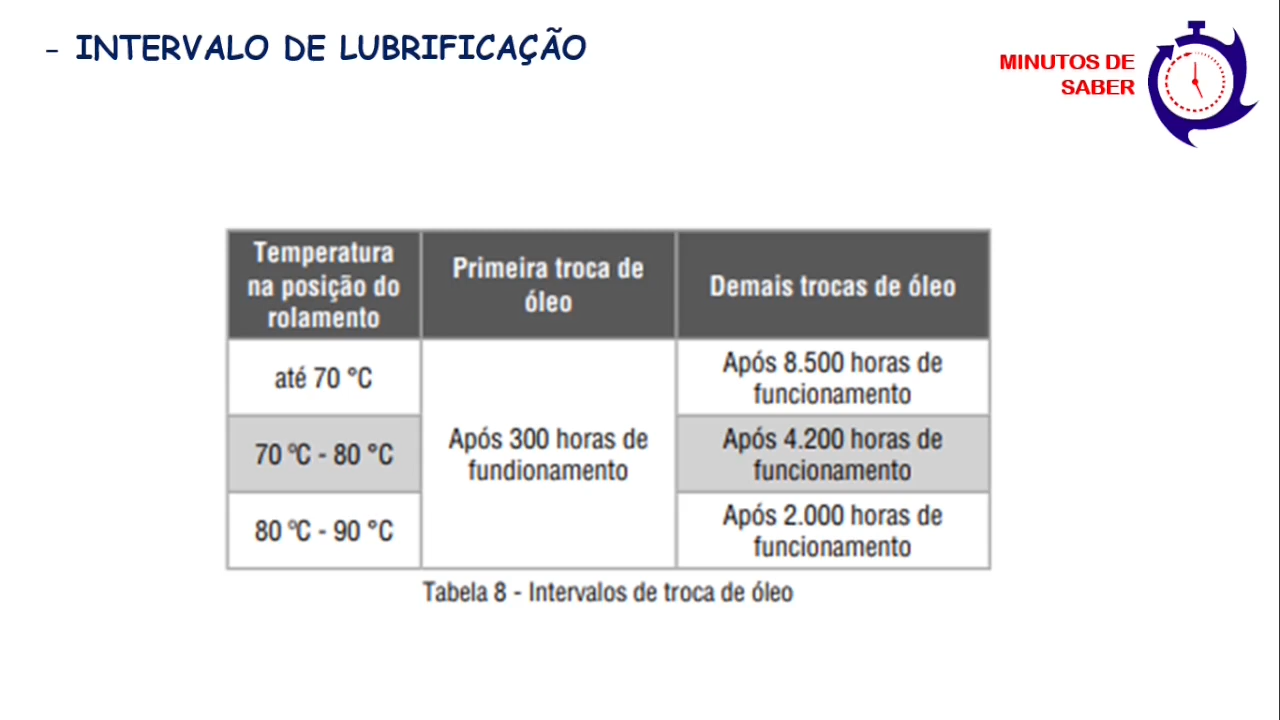 - INTERVALO DE LUBRIFICAÇÃO
MINUTOS DE
SABER
Temperatura
na posição do
rolamento
Primeira troca de
óleo
Demais trocas de óleo
até 70 °C
Após 300 horas de
fundionamento
Após 8.500 horas de
funcionamento
70 ºC - 80 °C
Após 4.200 horas de
funcionamento
80 ºC - 90 °C
Após 2.000 horas de
funcionamento
Tabela 8 - Intervalos de troca de óleo